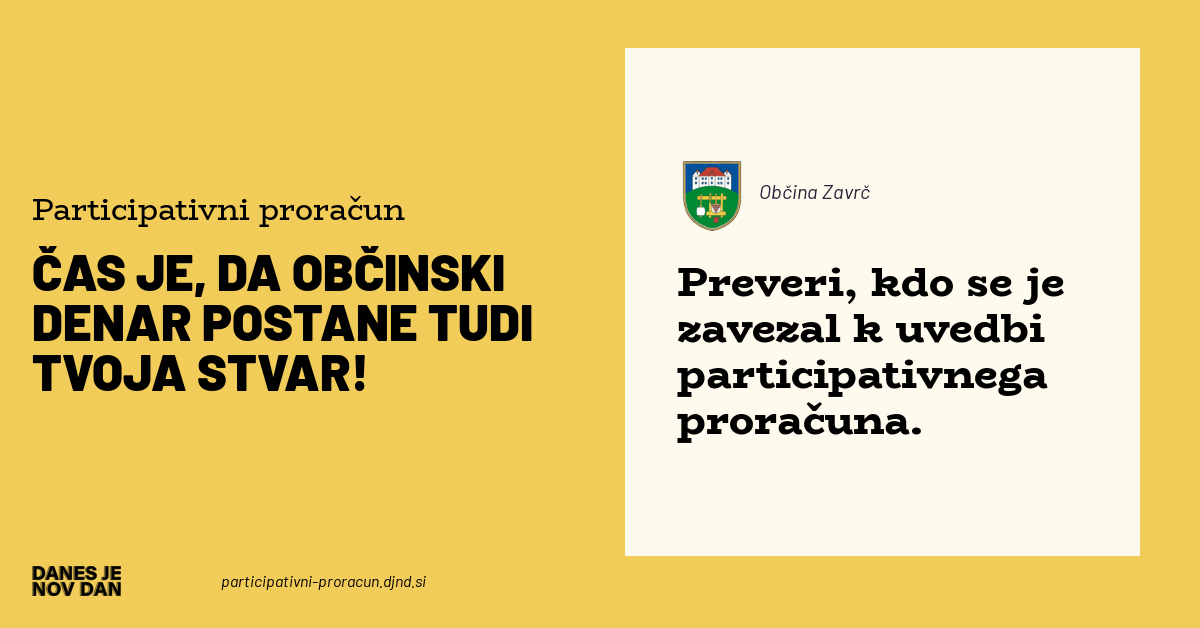 Participativni proračun
ČAS JE, DA OBČINSKI
DENAR POSTANE TUDI
TVOJA STVAR!
DANES JE
NOV DAN
participativni-proracun.djnd.si
Občina Zavrč
Preveri, kdo se je
zavezal k uvedbi
participativnega
proračuna.